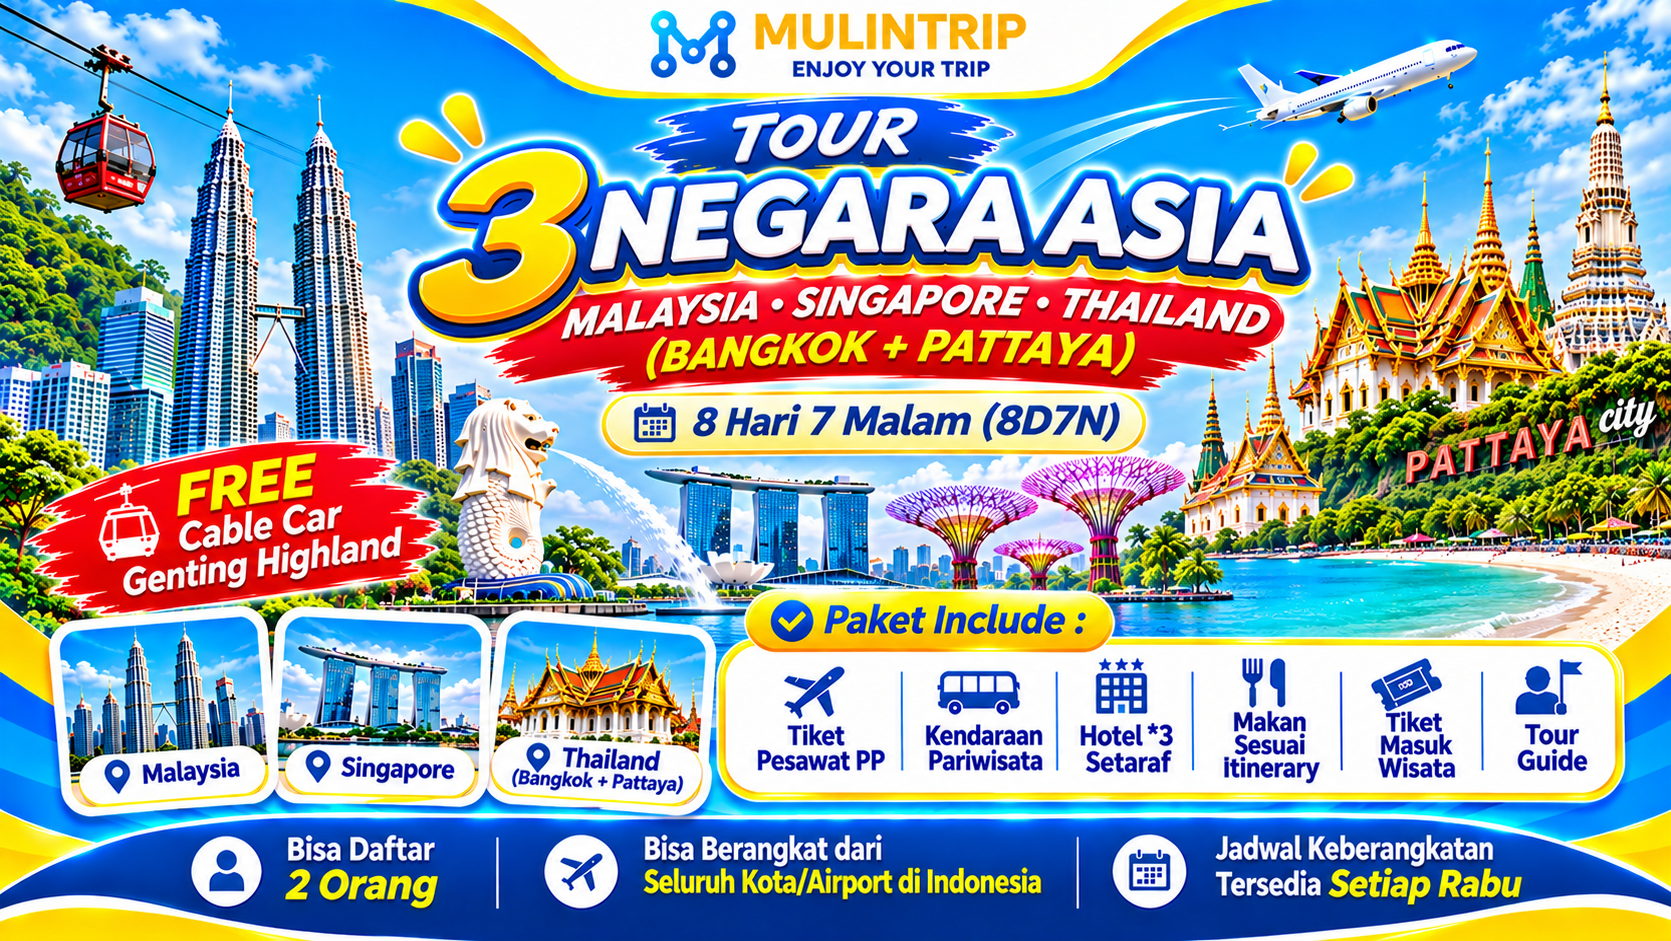 MULINTRIP
ENJOY YOUR TRIP
TOUR
3 NEGARA ASIA
MALAYSIA • SINGAPORE • THAILAND
(BANGKOK + PATTAYA)
8 Hari 7 Malam (8D7N)
PATTAYA city
FREE
Cable Car
Genting Highland
Malaysia
Singapore
Thailand
(Bangkok + Pattaya)
Paket Include :
Tiket
Pesawat PP
Kendaraan
Pariwisata
Hotel *3
Setaraf
Makan
Sesuai
itinerary
Tiket
Masuk
Wisata
Tour
Guide
Bisa Daftar
2 Orang
Bisa Berangkat dari
Seluruh Kota/Airport di Indonesia
Jadwal Keberangkatan
Tersedia Setiap Rabu